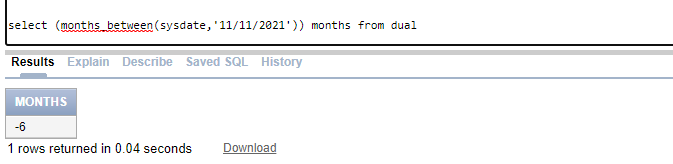 select (months_between(sysdate,'11/11/2021')) months from dual
Results Explain Describe Saved SQL History
MONTHS
-6
1 rows returned in 0.04 seconds Download